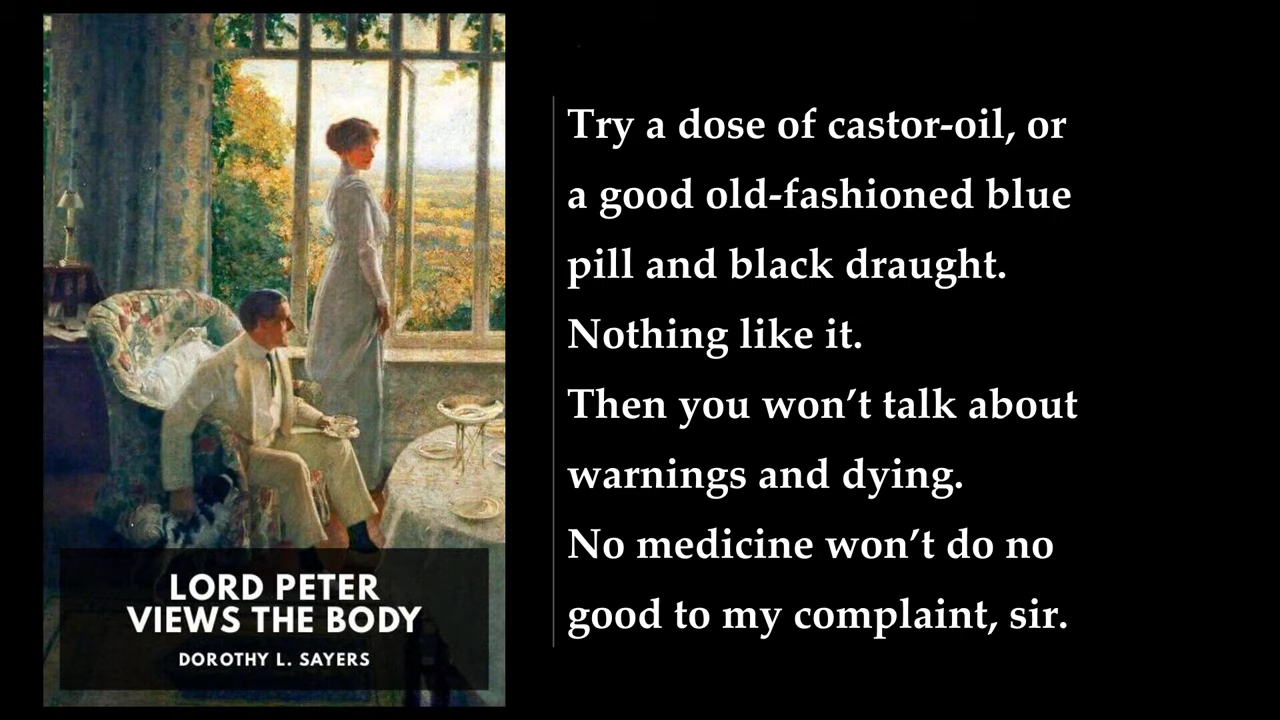 Try a dose of castor-oil, or
a good old-fashioned blue
pill and black draught.
Nothing like it.
Then you won’t talk about
warnings and dying.
No medicine won’t do no
good to my complaint, sir.
LORD PETER
VIEWS THE BODY
DOROTHY L. SAYERS